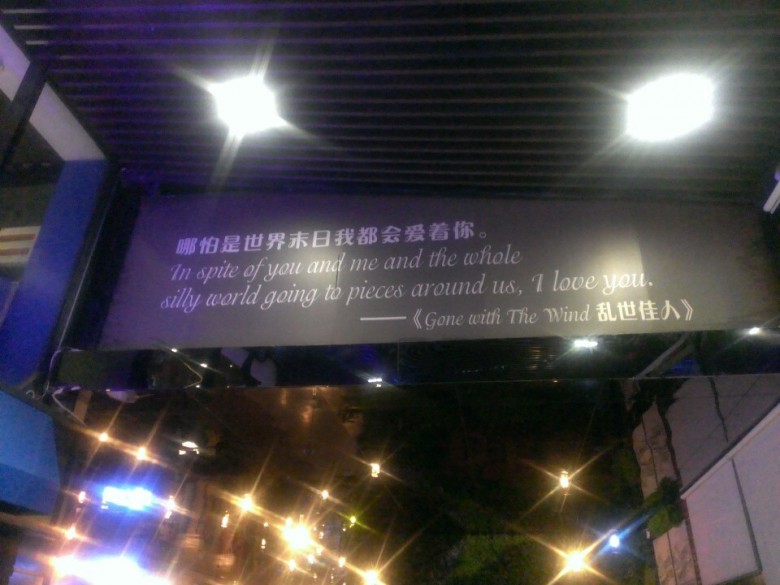 哪怕是世界末日我都会爱着你。
In spite of you and me and the whole
silly world going to pieces around us, I love you.
——《Gone with The Wind 乱世佳人》